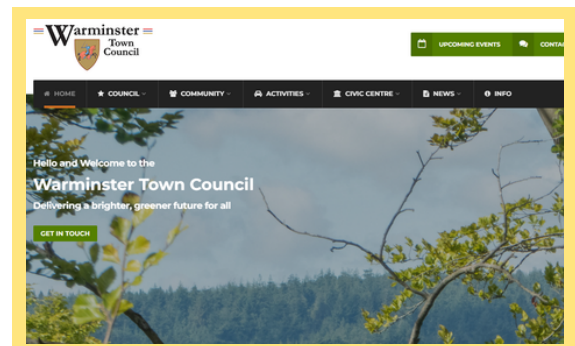 Warminster
Town
Council
UPCOMING EVENTS
HOME
COUNCIL
COMMUNITY
ACTIVITIES
CIVIC CENTRE
NEWS
INFO
Hello and Welcome to the
Warminster Town Council
Delivering a brighter, greener future for all
GET IN TOUCH